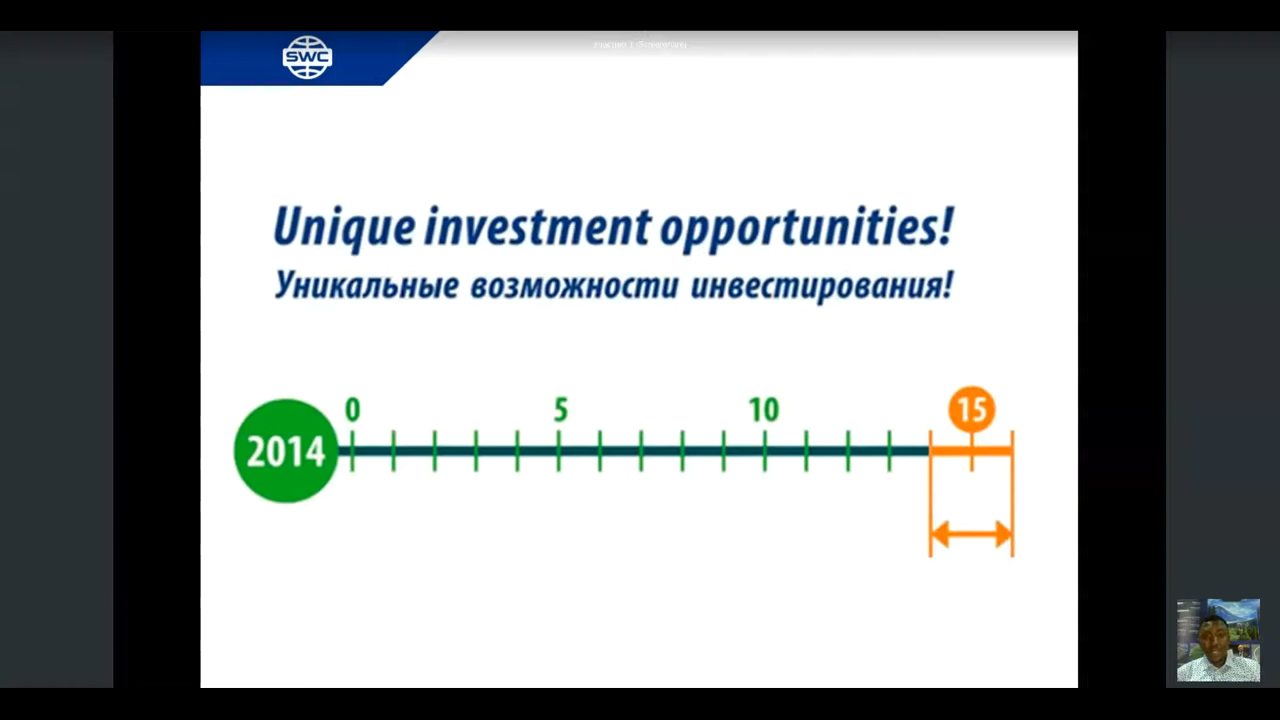 SWC
Unique investment opportunities!
Уникальные возможности инвестирования!
0 5 10 15
2014